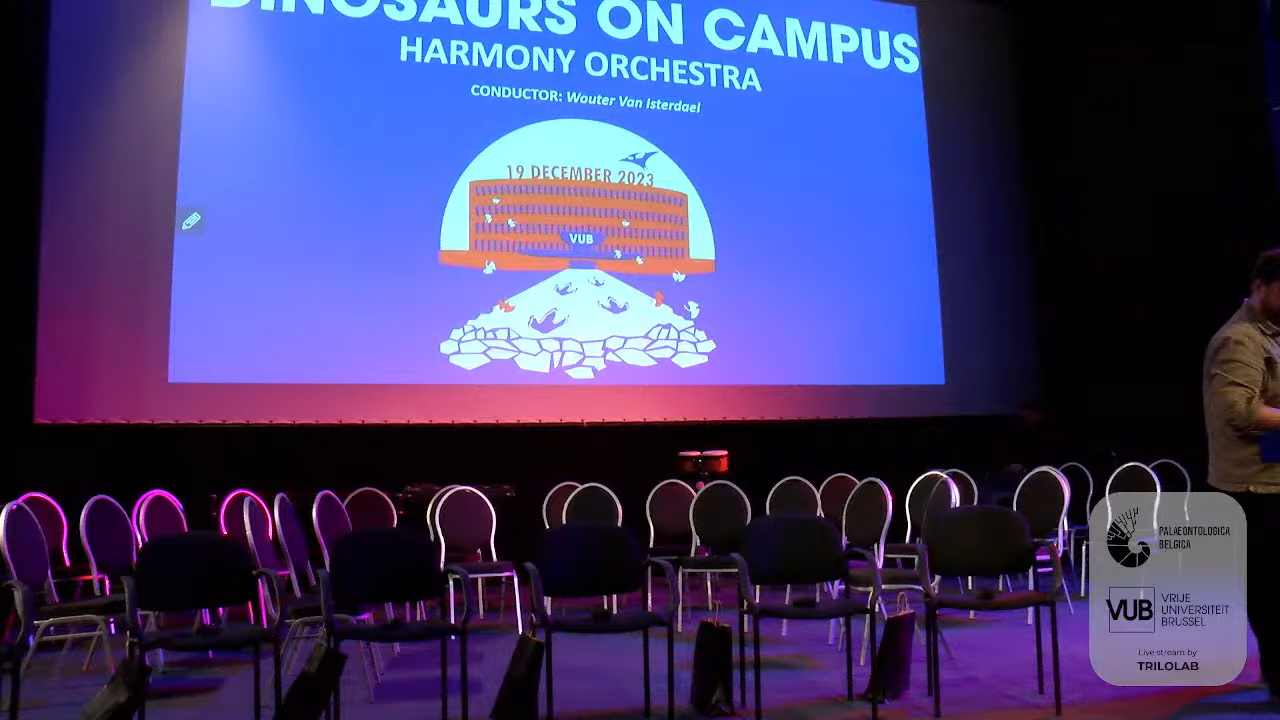 DINOSAURS ON CAMPUS
HARMONY ORCHESTRA
CONDUCTOR: Wouter Van Isterdael
19 DECEMBER 2023
VUB
PALAEONTOLOGICA
BELGICA
VUB
VRIJE
UNIVERSITEIT
BRUSSEL
Live stream by
TRILOLAB